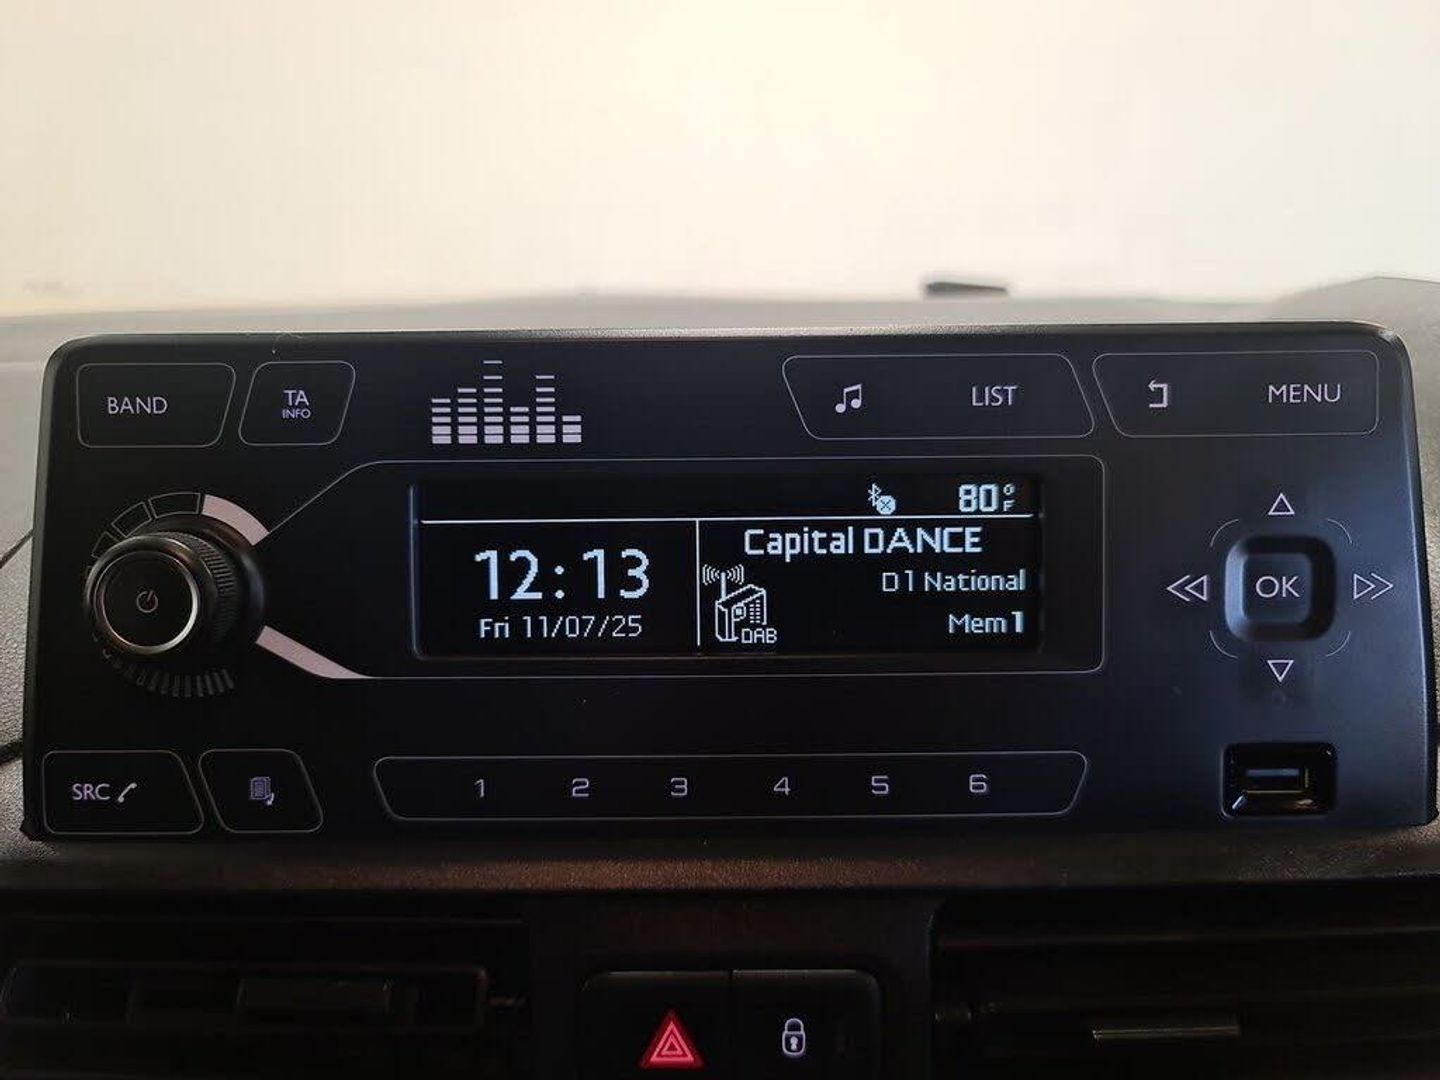 BAND
TA
INFO
LIST
MENU
80°F
Capital DANCE
12:13
D1 National
Fri 11/07/25
DAB
Mem 1
OK
SRC
1 2 3 4 5 6